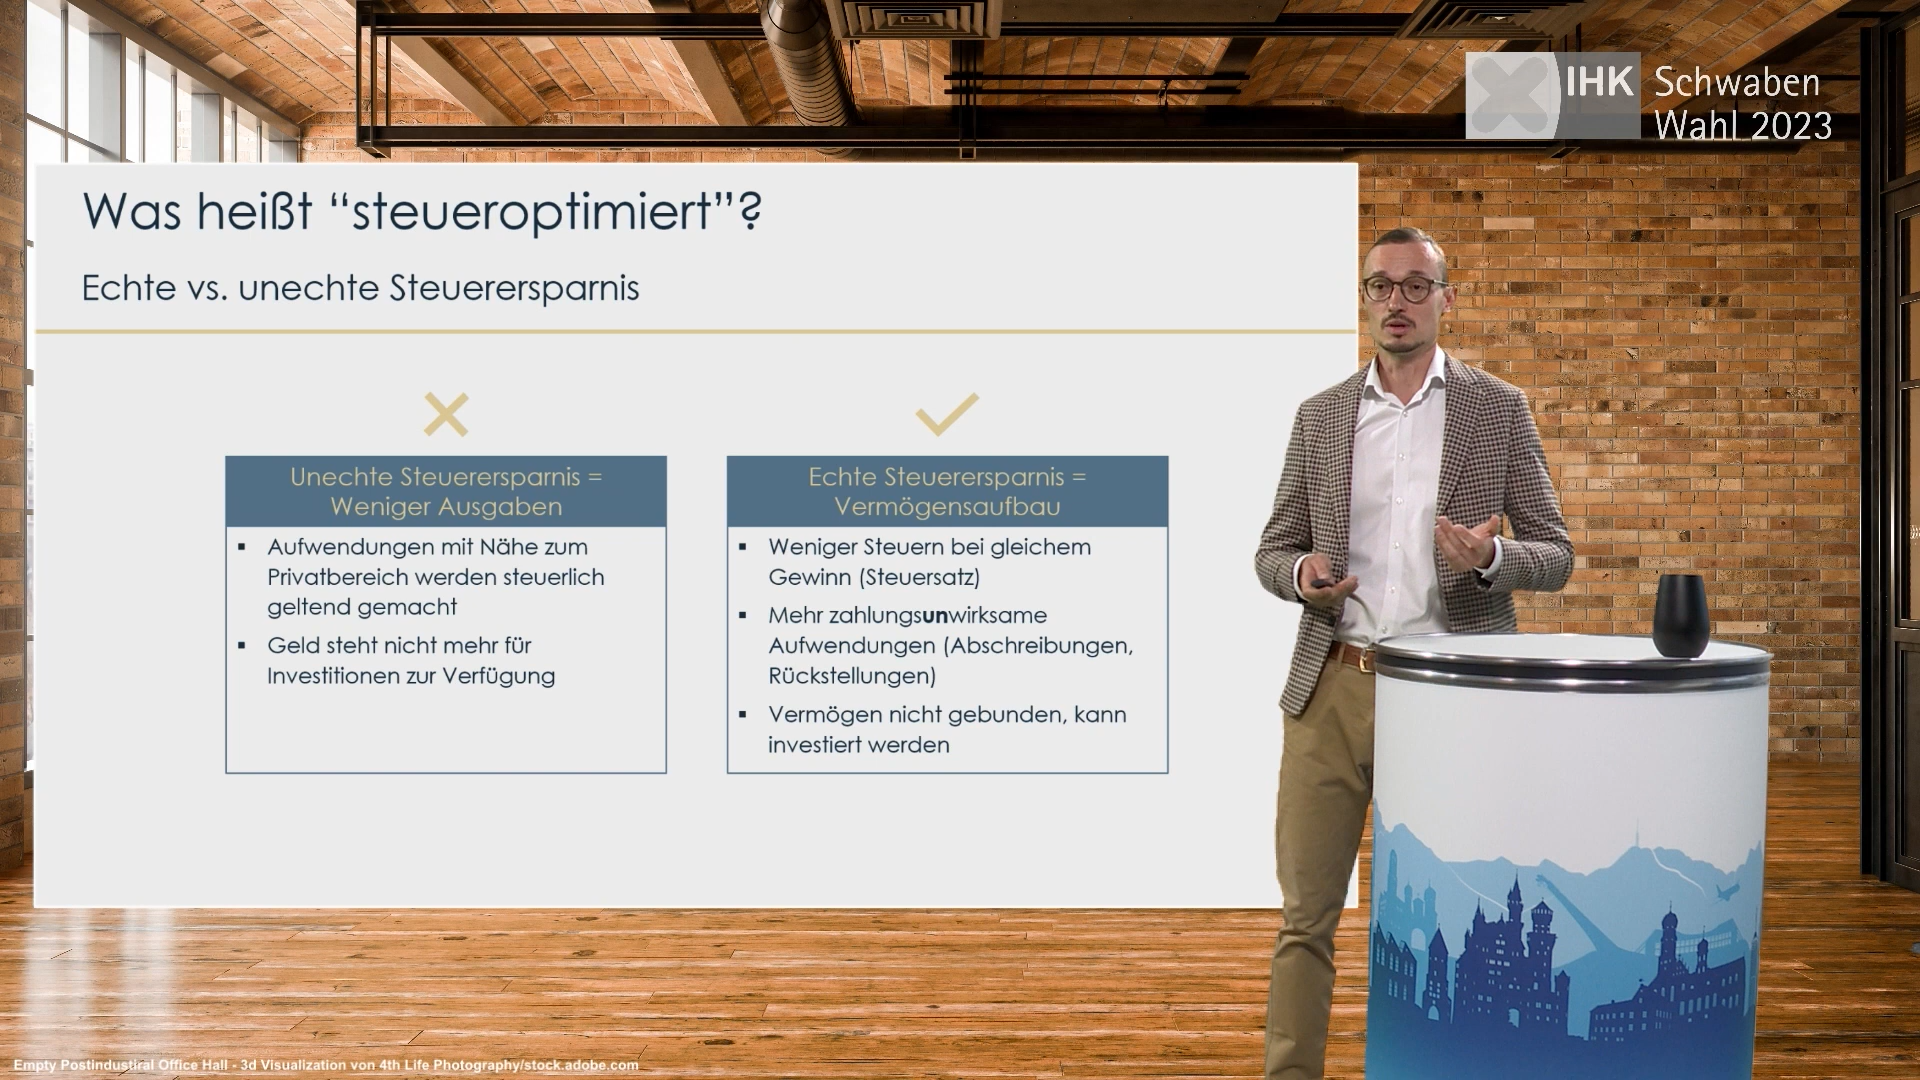 IHK Schwaben
Wahl 2023
Was heißt “steueroptimiert”?
Echte vs. unechte Steuerersparnis
Unechte Steuerersparnis =
Weniger Ausgaben
▪ Aufwendungen mit Nähe zum
Privatbereich werden steuerlich
geltend gemacht
▪ Geld steht nicht mehr für
Investitionen zur Verfügung
Echte Steuerersparnis =
Vermögensaufbau
▪ Weniger Steuern bei gleichem
Gewinn (Steuersatz)
▪ Mehr zahlungsunwirksame
Aufwendungen (Abschreibungen,
Rückstellungen)
▪ Vermögen nicht gebunden, kann
investiert werden
Empty Postindustiral Office Hall - 3d Visualization von 4th Life Photography/stock.adobe.com